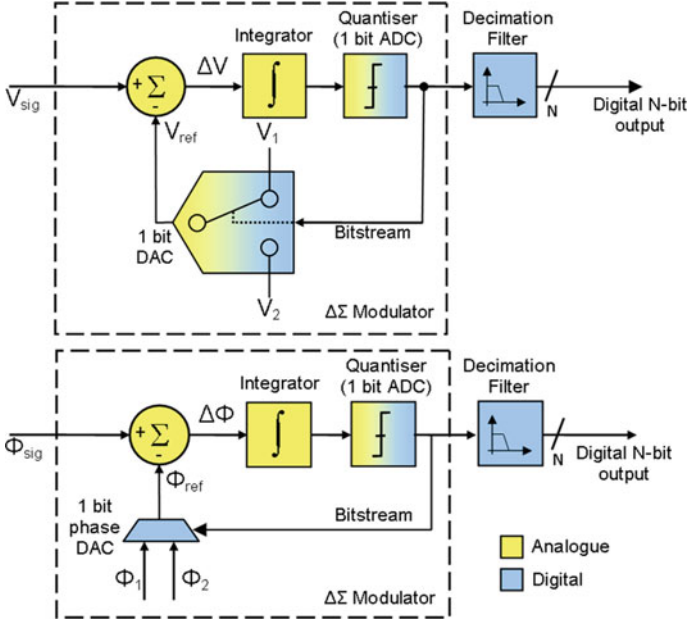 Integrator
Quantiser
(1 bit ADC)
Decimation
Filter
V_sig
+
Σ
-
ΔV
∫
N
Digital N-bit
output
V_ref
V_1
1 bit
DAC
Bitstream
V_2
ΔΣ Modulator
Integrator
Quantiser
(1 bit ADC)
Decimation
Filter
Φ_sig
+
Σ
-
ΔΦ
∫
N
Digital N-bit
output
Φ_ref
1 bit
phase
DAC
Bitstream
Φ_1
Φ_2
Analogue
Digital
ΔΣ Modulator